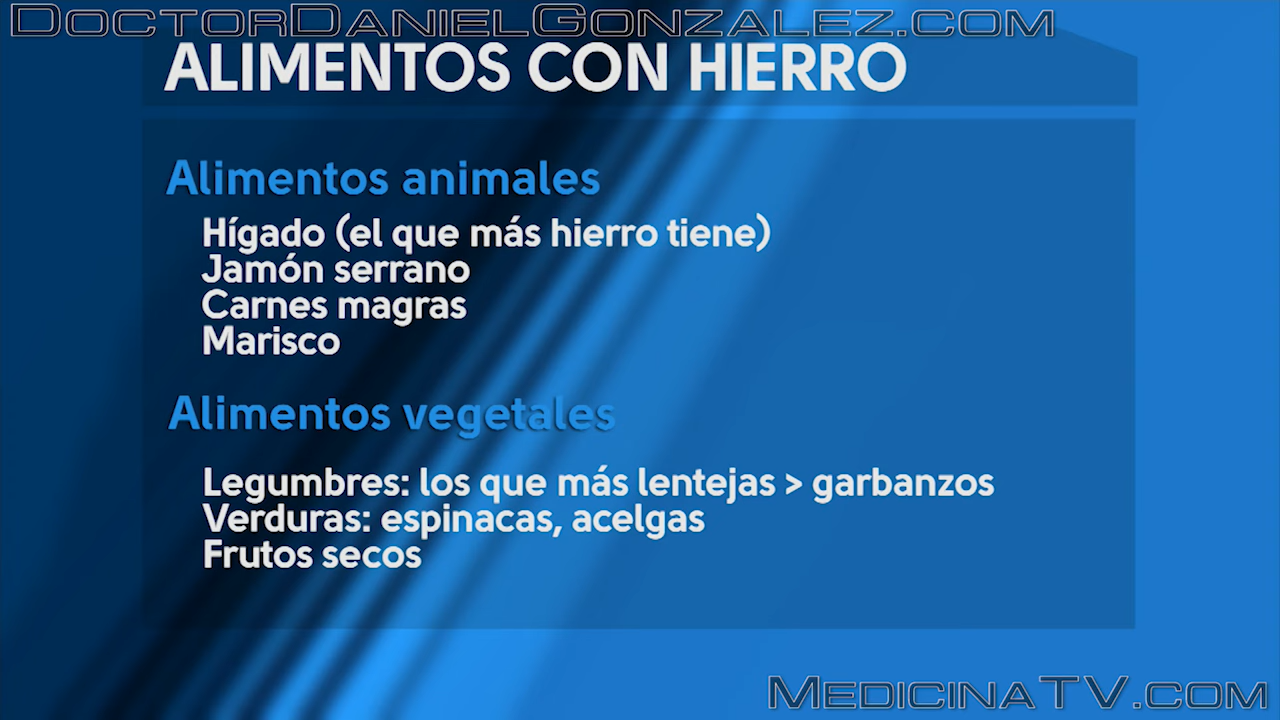 DoctorDanielGonzalez.com
ALIMENTOS CON HIERRO
Alimentos animales
Hígado (el que más hierro tiene)
Jamón serrano
Carnes magras
Marisco
Alimentos vegetales
Legumbres: los que más lentejas > garbanzos
Verduras: espinacas, acelgas
Frutos secos
MedicinaTV.com